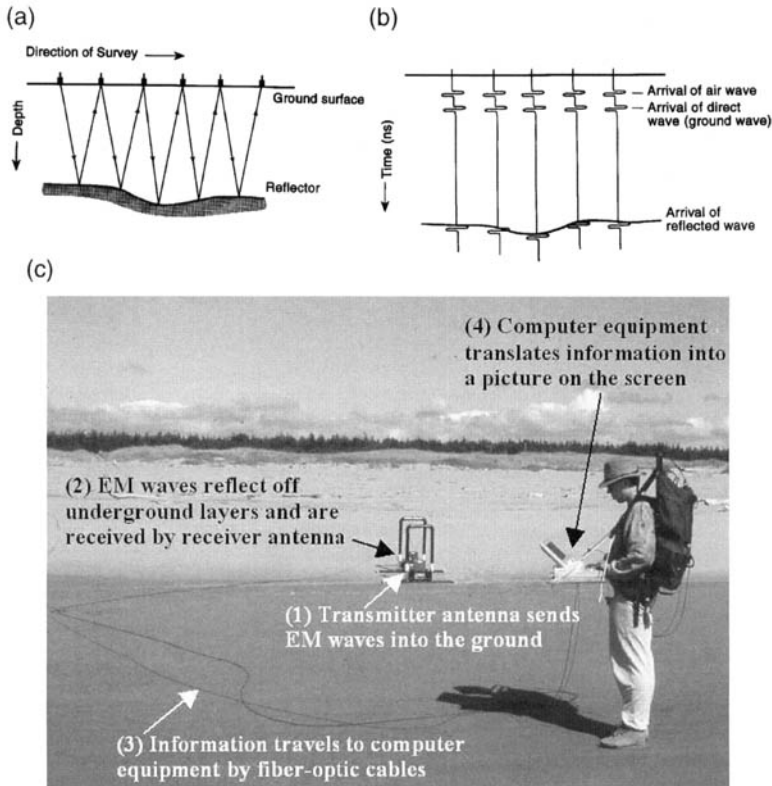 (a)
Direction of Survey
Ground surface
Depth
Reflector
(b)
Arrival of air wave
Arrival of direct
wave (ground wave)
Time (ns)
Arrival of
reflected wave
(c)
(4) Computer equipment
translates information into
a picture on the screen
(2) EM waves reflect off
underground layers and are
received by receiver antenna
(1) Transmitter antenna sends
EM waves into the ground
(3) Information travels to computer
equipment by fiber-optic cables